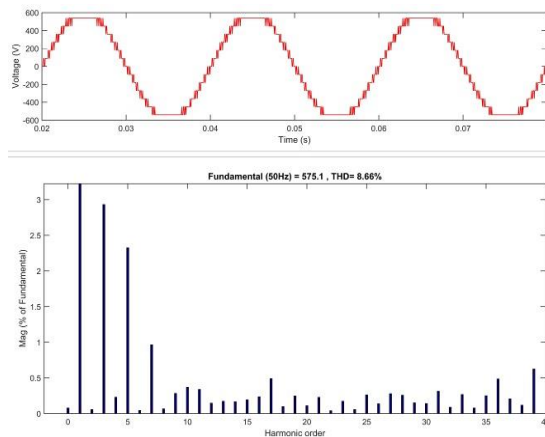 600
400
200
0
-200
-400
-600
Voltage (V)
0.02 0.03 0.04 0.05 0.06 0.07
Time (s)
Fundamental (50Hz) = 575.1 , THD= 8.66%
3
2.5
2
1.5
1
0.5
0
Mag (% of Fundamental)
0 5 10 15 20 25 30 35
Harmonic order